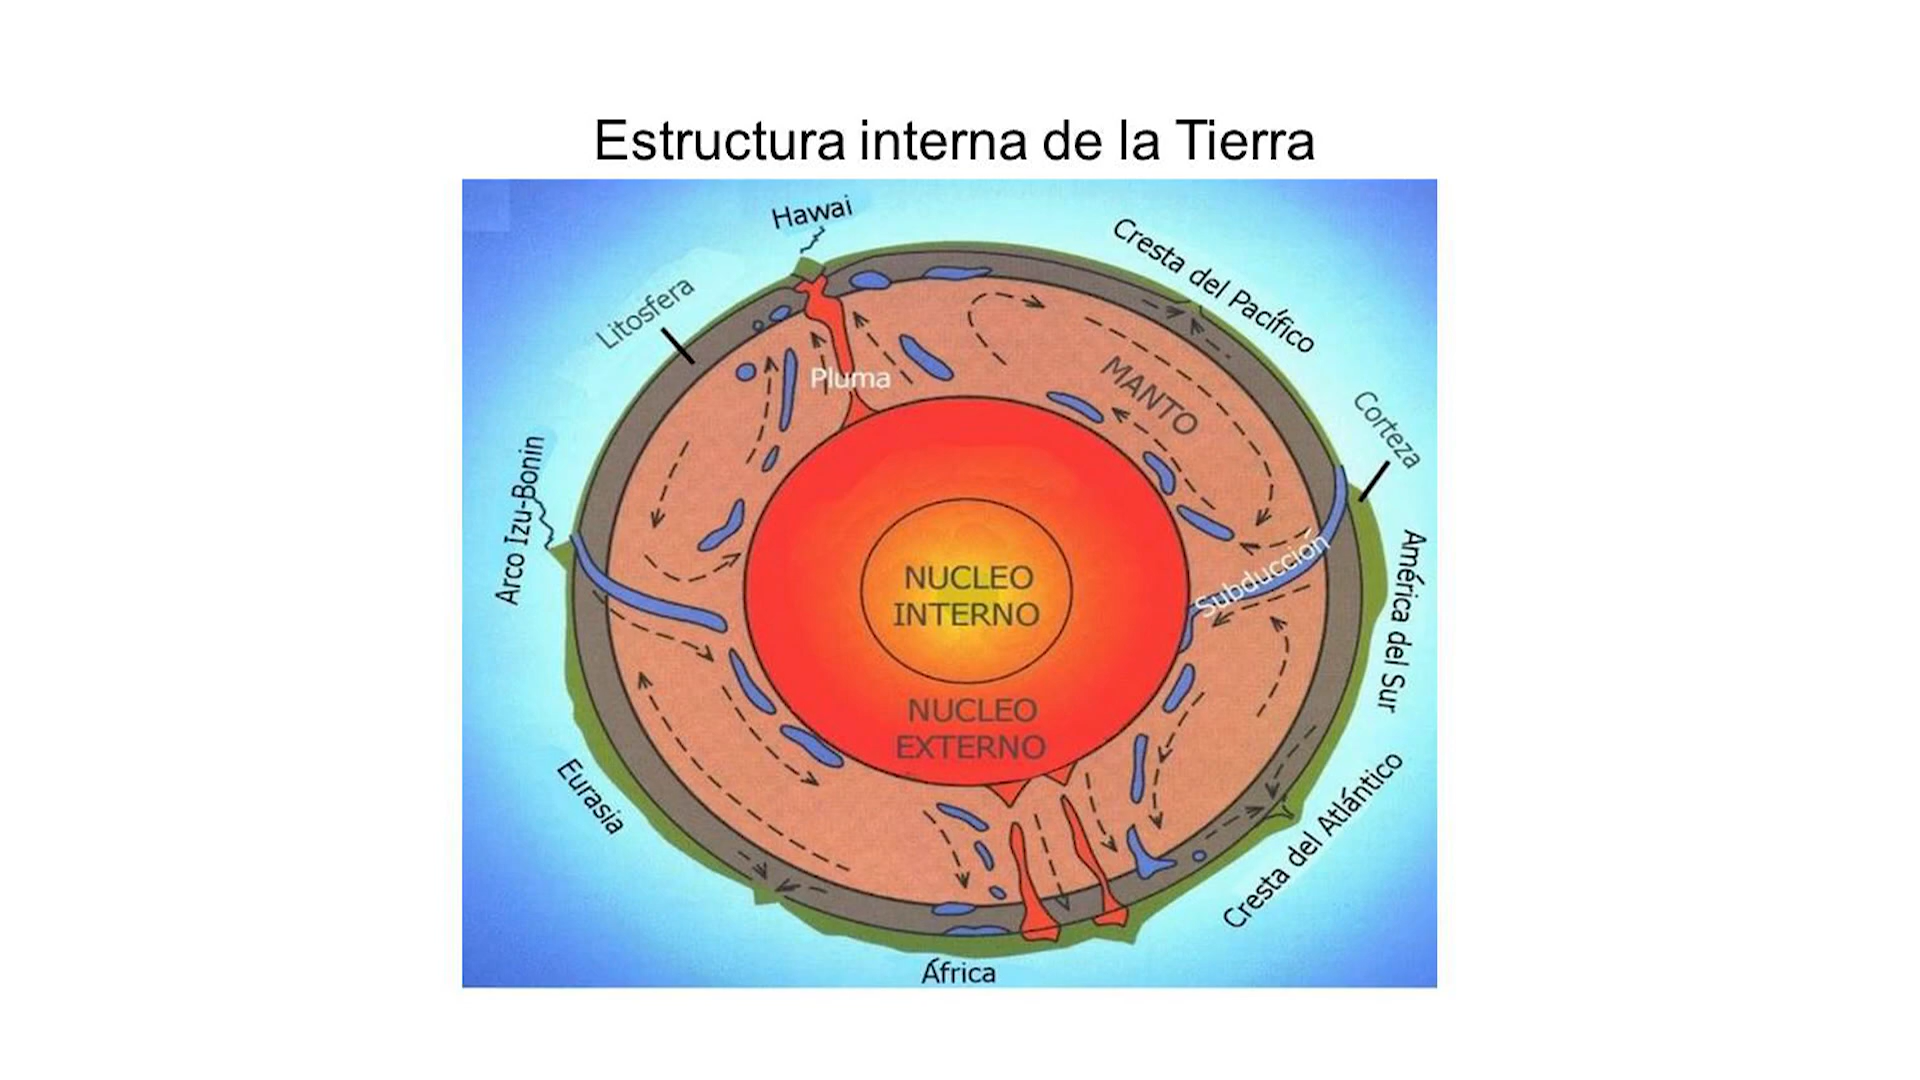 Estructura interna de la Tierra
Hawai
Cresta del Pacífico
Litosfera
Pluma
MANTO
Corteza
Arco Izu-Bonin
Subducción
América del Sur
NUCLEO
INTERNO
NUCLEO
EXTERNO
Eurasia
Cresta del Atlántico
África